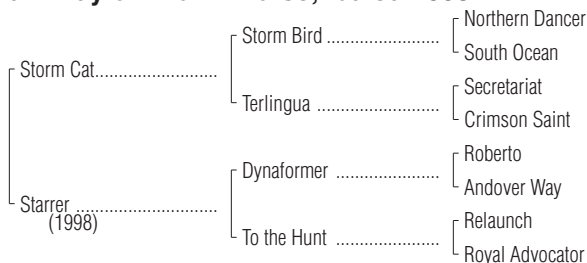 Northern Dancer
Storm Bird ........................
South Ocean
Storm Cat..........................
Secretariat
Terlingua ..........................
Crimson Saint
Roberto
Dynaformer ......................
Andover Way
Starrer ..............................
(1998)
Relaunch
To the Hunt ......................
Royal Advocator